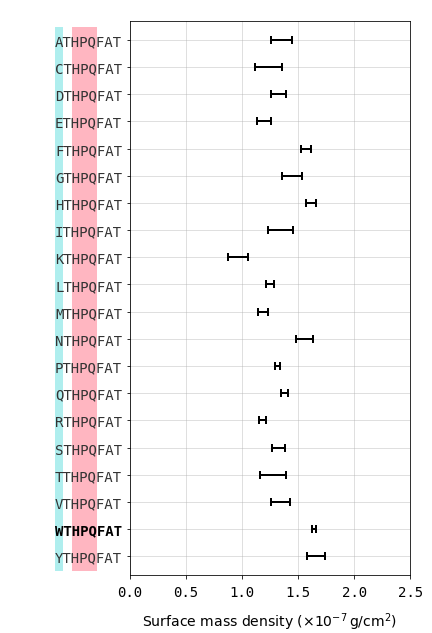 ATHPQFAT
CTHPQFAT
DTHPQFAT
ETHPQFAT
FTHPQFAT
GTHPQFAT
HTHPQFAT
ITHPQFAT
KTHPQFAT
LTHPQFAT
MTHPQFAT
NTHPQFAT
PTHPQFAT
QTHPQFAT
RTHPQFAT
STHPQFAT
TTHPQFAT
VTHPQFAT
WTHPQFAT
YTHPQFAT
0.0 0.5 1.0 1.5 2.0 2.5
Surface mass density (×10⁻⁷ g/cm²)